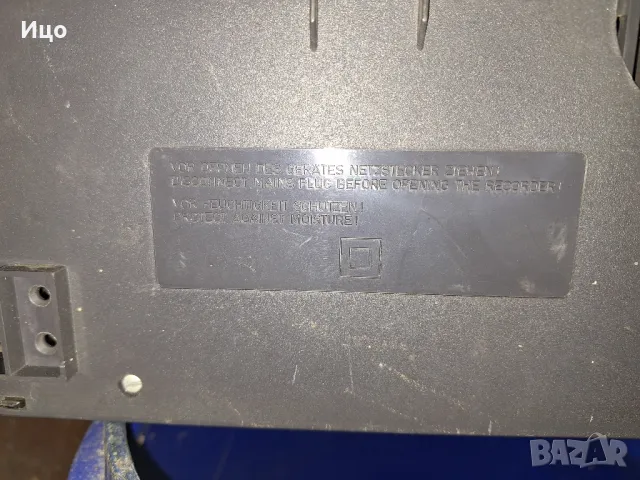 Ицо
VOR ÖFFNEN DES GERÄTES NETZSTECKER ZIEHEN!
DISCONNECT MAINS PLUG BEFORE OPENING THE RECORDER!
VOR FEUCHTIGKEIT SCHÜTZEN!
PROTECT AGAINST MOISTURE!
BAZAR